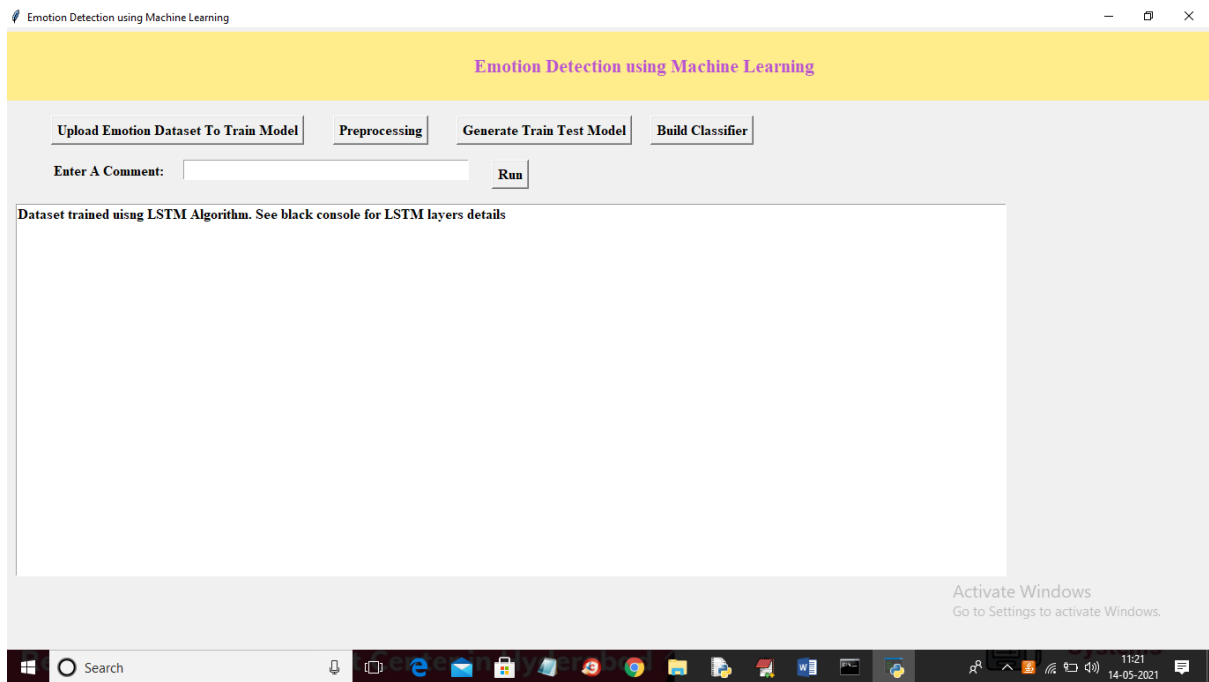 Emotion Detection using Machine Learning
Emotion Detection using Machine Learning
Upload Emotion Dataset To Train Model
Preprocessing
Generate Train Test Model
Build Classifier
Enter A Comment:
Run
Dataset trained uisng LSTM Algorithm. See black console for LSTM layers details
Activate Windows
Go to Settings to activate Windows.
Search
11:21
14-05-2021